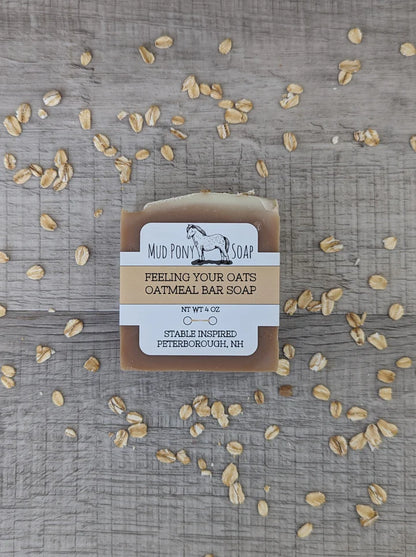 MUD PONY SOAP
FEELING YOUR OATS
OATMEAL BAR SOAP
NT WT 4 OZ
STABLE INSPIRED
PETERBOROUGH, NH